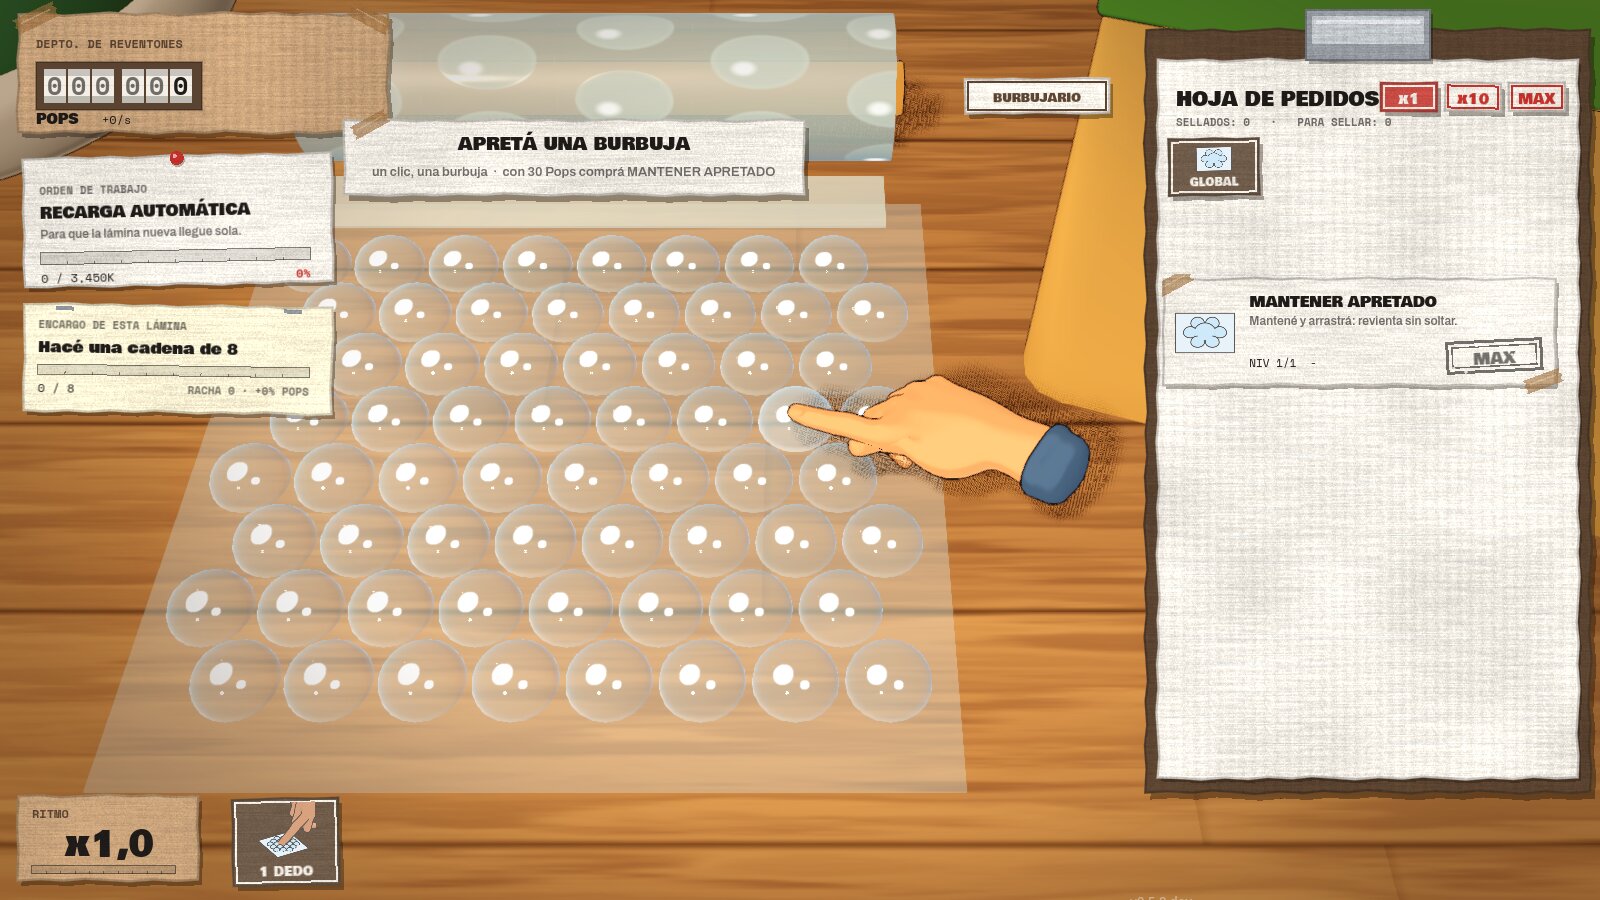 DEPTO. DE REVENTONES
000000
POPS +0/s
ORDEN DE TRABAJO
RECARGA AUTOMÁTICA
Para que la lámina nueva llegue sola.
0 / 3.450K 0%
ENCARGO DE ESTA LÁMINA
Hacé una cadena de 8
0 / 8 RACHA 0 · +0% POPS
APRETÁ UNA BURBUJA
un clic, una burbuja · con 30 Pops comprá MANTENER APRETADO
BURBUJARIO
HOJA DE PEDIDOS x1 x10 MAX
SELLADOS: 0 · PARA SELLAR: 0
GLOBAL
MANTENER APRETADO
Mantené y arrastrá: revienta sin soltar.
NIV 1/1 -
MAX
RITMO
x1,0
1 DEDO